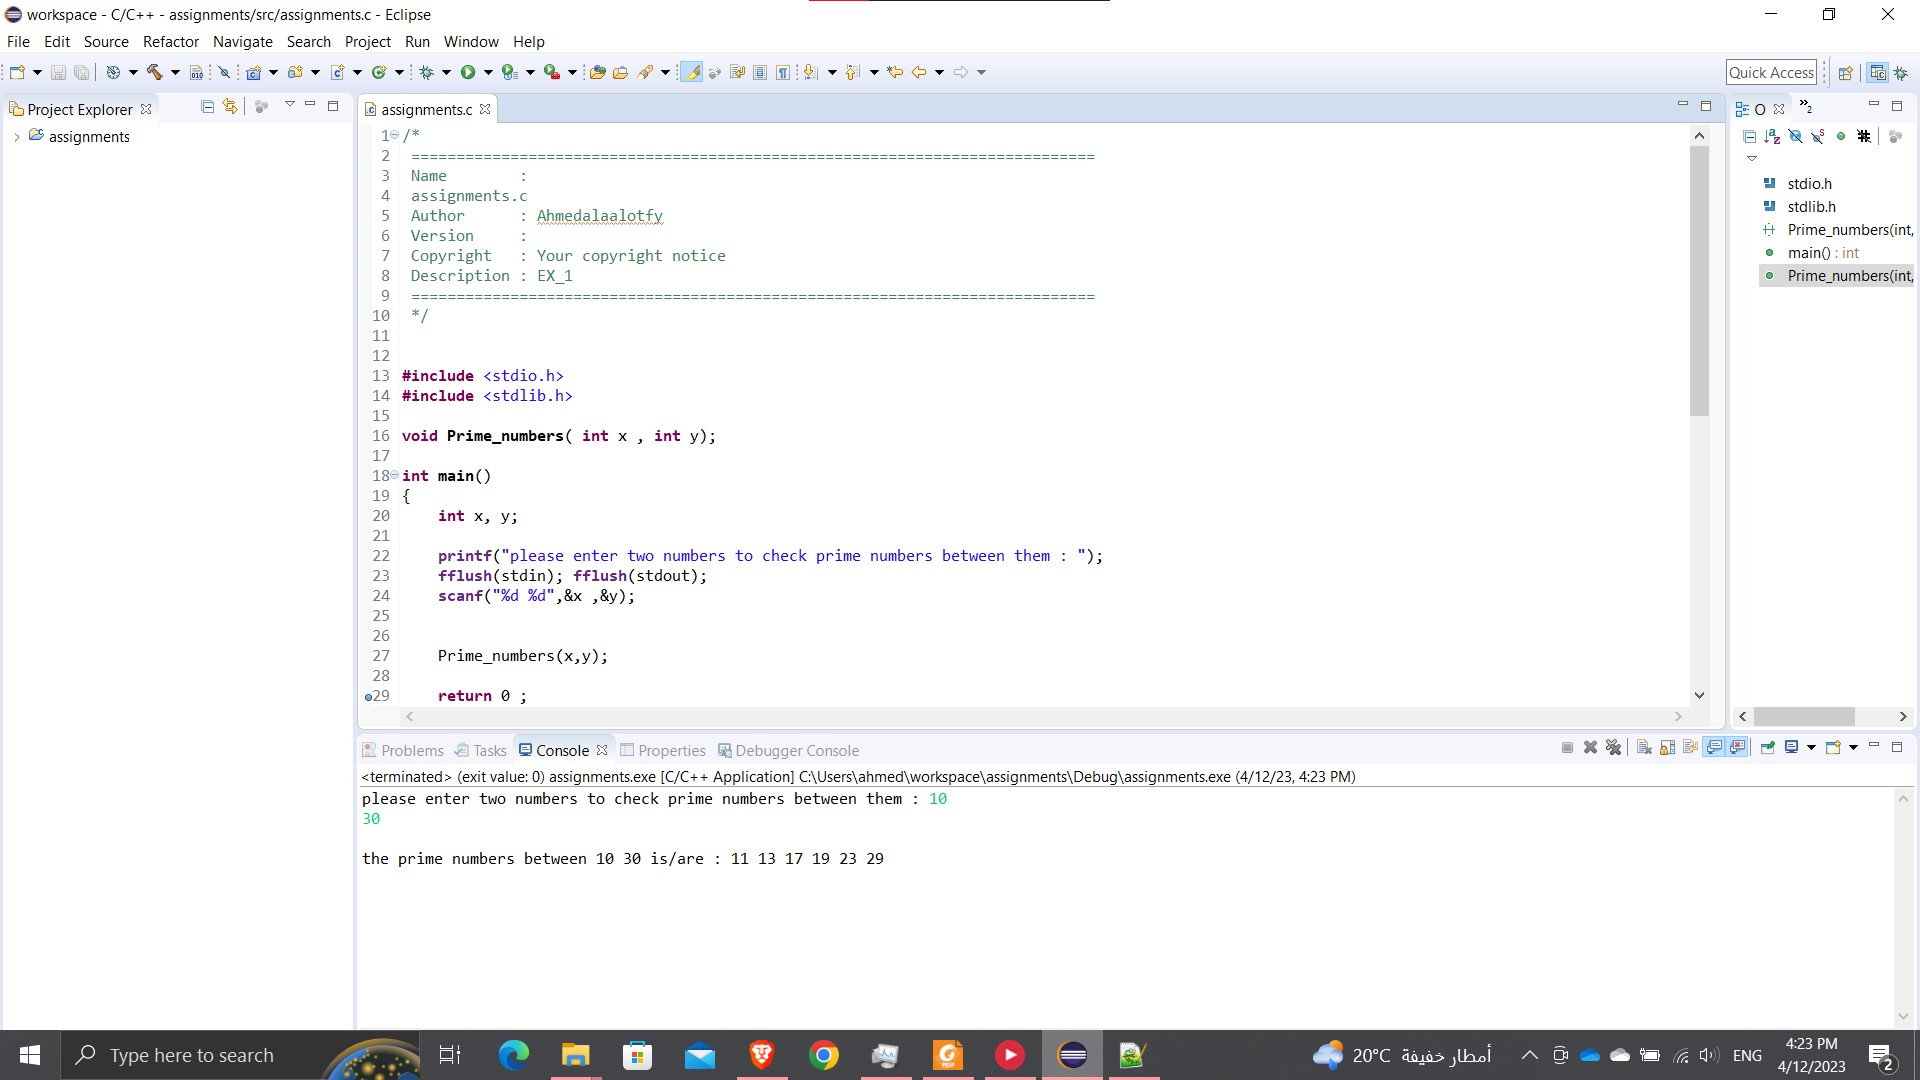 workspace - C/C++ - assignments/src/assignments.c - Eclipse
File Edit Source Refactor Navigate Search Project Run Window Help
Quick Access
Project Explorer
assignments
assignments.c
1 /*
2 ============================================================================
3 Name        :
4 assignments.c
5 Author      : Ahmedalaalotfy
6 Version     :
7 Copyright   : Your copyright notice
8 Description : EX_1
9 ============================================================================
10 */
11
12
13 #include <stdio.h>
14 #include <stdlib.h>
15
16 void Prime_numbers( int x , int y);
17
18 int main()
19 {
20     int x, y;
21
22     printf("please enter two numbers to check prime numbers between them : ");
23     fflush(stdin); fflush(stdout);
24     scanf("%d %d",&x ,&y);
25
26
27     Prime_numbers(x,y);
28
29     return 0 ;
O
»2
stdio.h
stdlib.h
Prime_numbers(int,
main() : int
Prime_numbers(int,
Problems Tasks Console Properties Debugger Console
<terminated> (exit value: 0) assignments.exe [C/C++ Application] C:\Users\ahmed\workspace\assignments\Debug\assignments.exe (4/12/23, 4:23 PM)
please enter two numbers to check prime numbers between them : 10
30
the prime numbers between 10 30 is/are : 11 13 17 19 23 29
Type here to search
20°C أمطار خفيفة
ENG
4:23 PM
4/12/2023
2